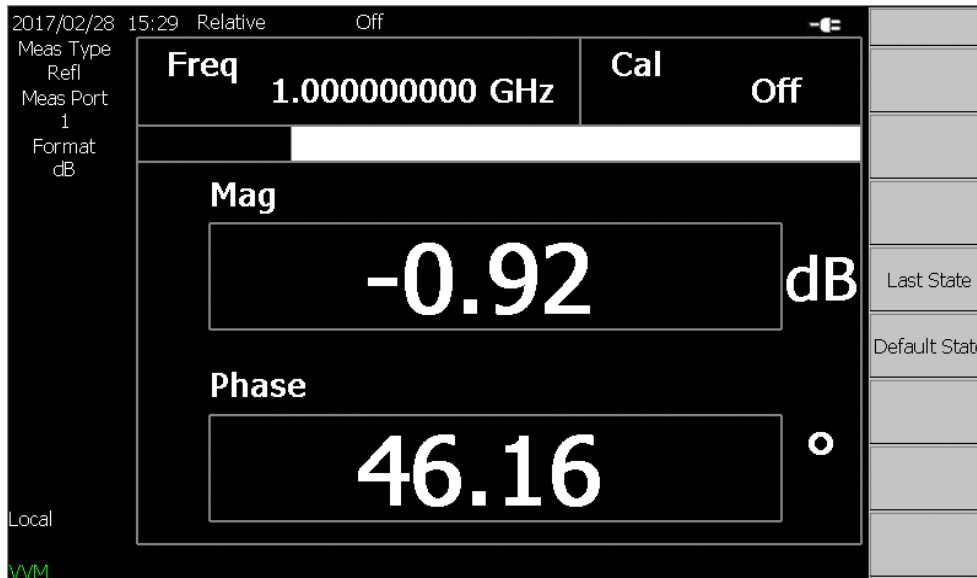 2017/02/28 15:29 Relative Off
Meas Type
Refl
Meas Port
1
Format
dB
Freq
1.000000000 GHz
Cal
Off
Mag
-0.92 dB
Phase
46.16 °
Last State
Default Stat
Local
VVM